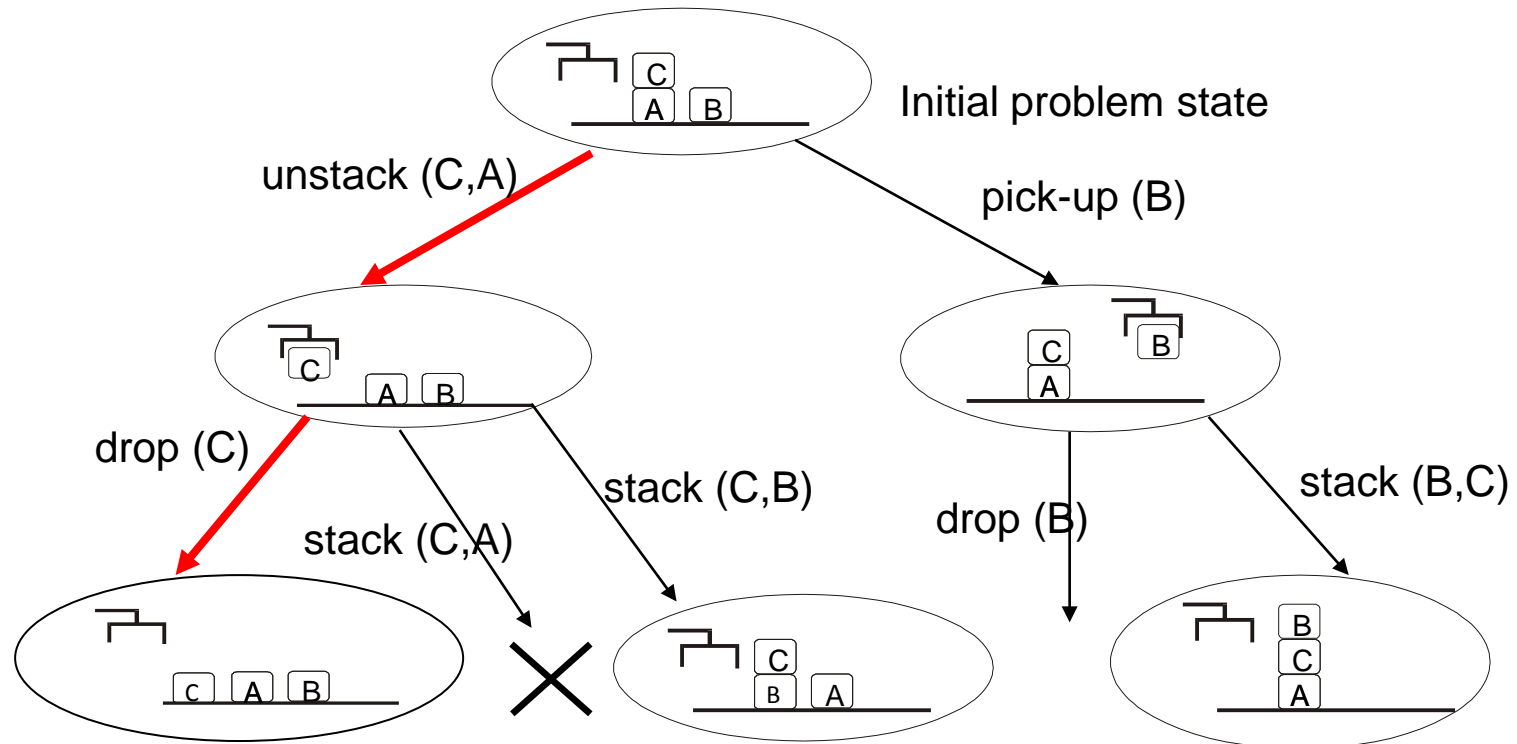 C
A B
Initial problem state
unstack (C,A)
pick-up (B)
C
A B
C
A
B
drop (C)
stack (C,A)
stack (C,B)
drop (B)
stack (B,C)
C A B
C
B A
B
C
A